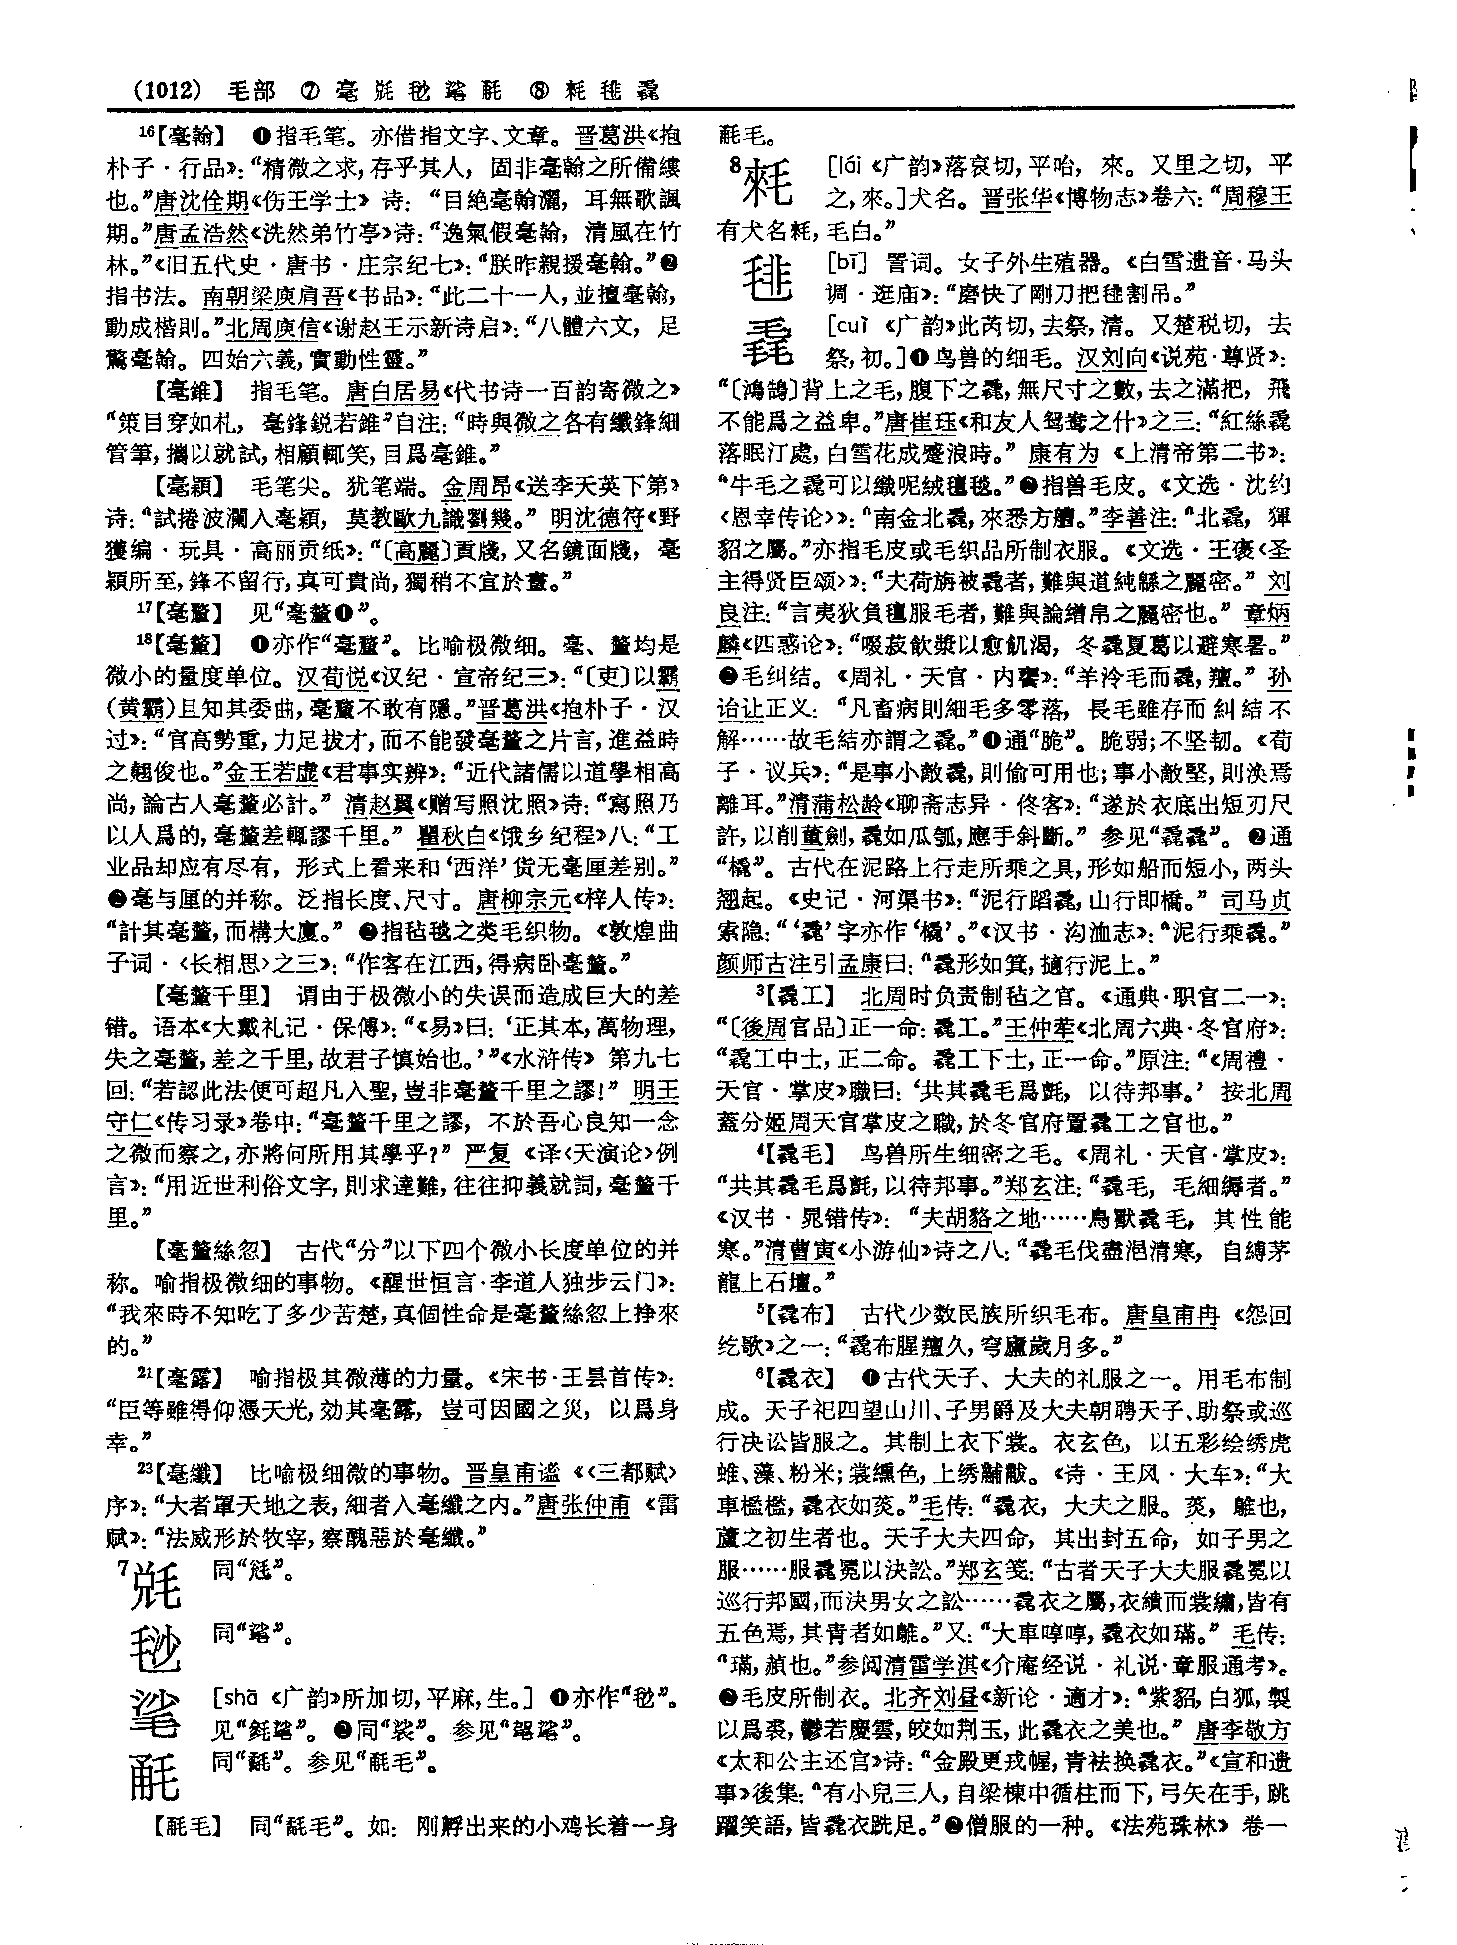 (1012) 毛部 ⑦毫毟毜毮毦 ⑧𣯩毴毳
16【毫翰】 ❶指毛笔。亦借指文字、文章。晋葛洪《抱
朴子·行品》：“精微之求，存乎其人，固非毫翰之所備縷
也。”唐沈佺期《伤王学士》诗：“目絶毫翰灑，耳無歌諷
期。”唐孟浩然《洗然弟竹亭》诗：“逸氣假毫翰，清風在竹
林。”《旧五代史·唐书·庄宗纪七》：“朕昨親援毫翰。”❷
指书法。南朝梁庾肩吾《书品》：“此二十一人，並擅毫翰，
動成楷則。”北周庾信《谢赵王示新诗启》：“八體六文，足
驚毫翰。四始六義，實動性靈。”
【毫錐】 指毛笔。唐白居易《代书诗一百韵寄微之》
“策目穿如札，毫鋒鋭若錐”自注：“時與微之各有纖鋒細
管筆，攜以就試，相顧輒笑，目爲毫錐。”
【毫穎】 毛笔尖。犹笔端。金周昂《送李天英下第》
诗：“試捲波瀾入毫穎，莫教歐九識劉幾。”明沈德符《野
獲编·玩具·高丽贡纸》：“〔高麗〕貢牋，又名鏡面牋，毫
穎所至，鋒不留行，真可貴尚，獨稍不宜於畫。”
17【毫氂】 见“毫釐❶”。
18【毫釐】 ❶亦作“毫氂”。比喻极微细。毫、釐均是
微小的量度单位。汉荀悦《汉纪·宣帝纪三》：“〔吏〕以霸
（黄霸）且知其委曲，毫釐不敢有隱。”晋葛洪《抱朴子·汉
过》：“官高勢重，力足拔才，而不能發毫釐之片言，進益時
之翹俊也。”金王若虚《君事实辨》：“近代諸儒以道學相高
尚，論古人毫釐必計。”清赵翼《赠写照沈照》诗：“寫照乃
以人爲的，毫釐差輒謬千里。”瞿秋白《饿乡纪程》八：“工
业品却应有尽有，形式上看来和‘西洋’货无毫厘差别。”
❷毫与厘的并称。泛指长度、尺寸。唐柳宗元《梓人传》：
“計其毫釐，而構大廈。”❸指毡毯之类毛织物。《敦煌曲
子词·〈长相思〉之三》：“作客在江西，得病卧毫釐。”
【毫釐千里】 谓由于极微小的失误而造成巨大的差
错。语本《大戴礼记·保傅》：“《易》曰：‘正其本，萬物理，
失之毫釐，差之千里，故君子慎始也。’”《水浒传》第九七
回：“若認此法便可超凡入聖，豈非毫釐千里之謬！”明王
守仁《传习录》卷中：“毫釐千里之謬，不於吾心良知一念
之微而察之，亦將何所用其學乎？”严复《译〈天演论〉例
言》：“用近世利俗文字，則求達難，往往抑義就詞，毫釐千
里。”
【毫釐絲忽】 古代“分”以下四个微小长度单位的并
称。喻指极微细的事物。《醒世恒言·李道人独步云门》：
“我來時不知吃了多少苦楚，真個性命是毫釐絲忽上挣來
的。”
21【毫露】 喻指极其微薄的力量。《宋书·王昙首传》：
“臣等雖得仰憑天光，効其毫露，豈可因國之災，以爲身
幸。”
23【毫纖】 比喻极细微的事物。晋皇甫谧《〈三都赋〉
序》：“大者罩天地之表，細者入毫纖之内。”唐张仲甫《雷
赋》：“法威形於牧宰，察醜惡於毫纖。”
7毟 同“毨”。
毜 同“毮”。
毮 ［shā《广韵》所加切，平麻，生。］❶亦作“毜”。
见“毵毮”。❷同“裟”。参见“毠毮”。
同“毹”。参见“毦毛”。
【毦毛】 同“毦毛”。如：刚孵出来的小鸡长着一身
毦毛。
8𣯩 ［lái《广韵》落哀切，平咍，來。又里之切，平
之，來。］犬名。晋张华《博物志》卷六：“周穆王
有犬名𣯩，毛白。”
毴 ［bī］ 詈词。女子外生殖器。《白雪遗音·马头
调·逛庙》：“磨快了刚刀把毴割吊。”
毳 ［cuì《广韵》此芮切，去祭，清。又楚税切，去
祭，初。］❶鸟兽的细毛。汉刘向《说苑·尊贤》：
“〔鴻鵠〕背上之毛，腹下之毳，無尺寸之數，去之滿把，飛
不能爲之益卑。”唐崔珏《和友人鸳鸯之什》之三：“紅絲毳
落眠汀處，白雪花成蹙浪時。”康有为《上清帝第二书》：
“牛毛之毳可以織呢絨氊毯。”❷指兽毛皮。《文选·沈约
〈恩幸传论〉》：“南金北毳，來悉方艚。”李善注：“北毳，獋
貂之屬。”亦指毛皮或毛织品所制衣服。《文选·王褒〈圣
主得贤臣颂〉》：“夫荷旃被毳者，難與道純緜之麗密。”刘
良注：“言夷狄負氊服毛者，難與論繒帛之麗密也。”章炳
麟《四惑论》：“啜菽飲漿以愈飢渴，冬毳夏葛以避寒暑。”
❸毛纠结。《周礼·天官·内饔》：“羊泠毛而毳，羶。”孙
诒让正义：“凡畜病則細毛多零落，長毛雖存而糾結不
解……故毛結亦謂之毳。”❹通“脆”。脆弱；不坚韧。《荀
子·议兵》：“是事小敵毳，則偷可用也；事小敵堅，則涣焉
離耳。”清蒲松龄《聊斋志异·佟客》：“遂於衣底出短刃尺
許，以削董劍，毳如瓜瓠，應手斜斷。”参见“毳毳”。❺通
“橇”。古代在泥路上行走所乘之具，形如船而短小，两头
翘起。《史记·河渠书》：“泥行蹈毳，山行即橋。”司马贞
索隐：“‘毳’字亦作‘橇’。”《汉书·沟洫志》：“泥行乘毳。”
颜师古注引孟康曰：“毳形如箕，擿行泥上。”
3【毳工】 北周时负责制毡之官。《通典·职官二一》：
“〔後周官品〕正一命：毳工。”王仲荦《北周六典·冬官府》：
“毳工中士，正二命。毳工下士，正一命。”原注：“《周禮·
天官·掌皮》職曰：‘共其毳毛爲氈，以待邦事。’按北周
蓋分姬周天官掌皮之職，於冬官府置毳工之官也。”
4【毳毛】 鸟兽所生细密之毛。《周礼·天官·掌皮》：
“共其毳毛爲氈，以待邦事。”郑玄注：“毳毛，毛細縟者。”
《汉书·晁错传》：“夫胡貉之地……鳥獸毳毛，其性能
寒。”清曹寅《小游仙》诗之八：“毳毛伐盡浥清寒，自縛茅
龍上石壇。”
5【毳布】 古代少数民族所织毛布。唐皇甫冉《怨回
纥歌》之一：“毳布腥羶久，穹廬歲月多。”
6【毳衣】 ❶古代天子、大夫的礼服之一。用毛布制
成。天子祀四望山川、子男爵及大夫朝聘天子、助祭或巡
行决讼皆服之。其制上衣下裳。衣玄色，以五彩绘绣虎
蜼、藻、粉米；裳纁色，上绣黼黻。《诗·王风·大车》：“大
車檻檻，毳衣如菼。”毛传：“毳衣，大夫之服。菼，鵻也，
蘆之初生者也。天子大夫四命，其出封五命，如子男之
服……服毳冕以決訟。”郑玄笺：“古者天子大夫服毳冕以
巡行邦國，而決男女之訟……毳衣之屬，衣繢而裳繡，皆有
五色焉，其青者如鵻。”又：“大車啍啍，毳衣如璊。”毛传：
“璊，赬也。”参阅清雷学淇《介庵经说·礼说·章服通考》。
❷毛皮所制衣。北齐刘昼《新论·適才》：“紫貂，白狐，製
以爲裘，鬱若慶雲，皎如荆玉，此毳衣之美也。”唐李敬方
《太和公主还宫》诗：“金殿更戎幄，青袪换毳衣。”《宣和遗
事》後集：“有小兒三人，自梁棟中循柱而下，弓矢在手，跳
躍笑語，皆毳衣跣足。”❸僧服的一种。《法苑珠林》卷一